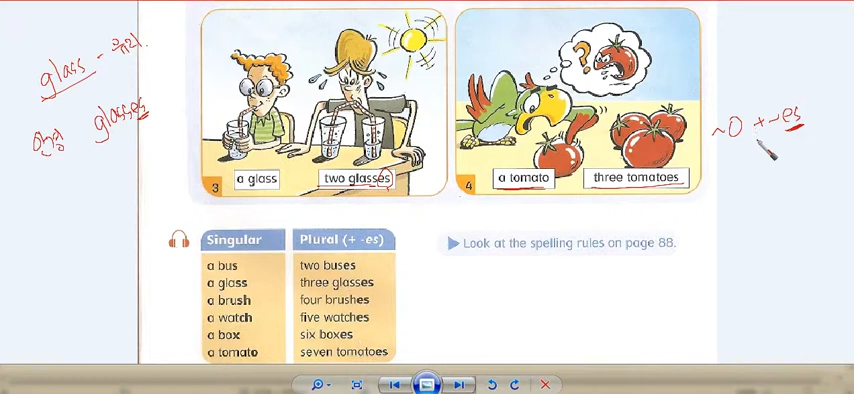 glass - 유리.
안경 glasses
~o + ~es
?
3 a glass two glasses
4 a tomato three tomatoes
Singular Plural (+ -es)
a bus two buses
a glass three glasses
a brush four brushes
a watch five watches
a box six boxes
a tomato seven tomatoes
Look at the spelling rules on page 88.